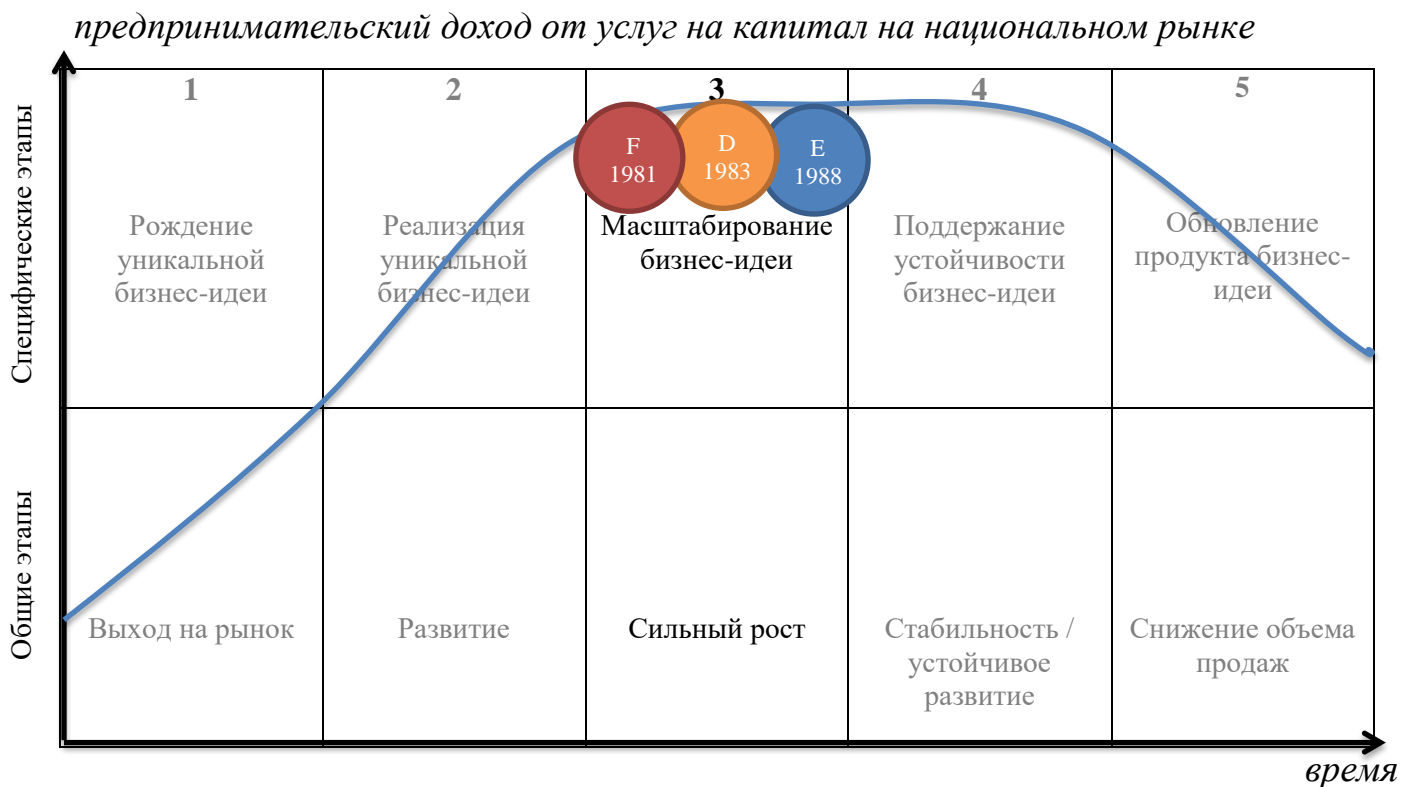 предпринимательский доход от услуг на капитал на национальном рынке
Специфические этапы
1
2
3
4
5
F
1981
D
1983
E
1988
Рождение
уникальной
бизнес-идеи
Реализация
уникальной
бизнес-идеи
Масштабирование
бизнес-идеи
Поддержание
устойчивости
бизнес-идеи
Обновление
продукта бизнес-
идеи
Общие этапы
Выход на рынок
Развитие
Сильный рост
Стабильность /
устойчивое
развитие
Снижение объема
продаж
время